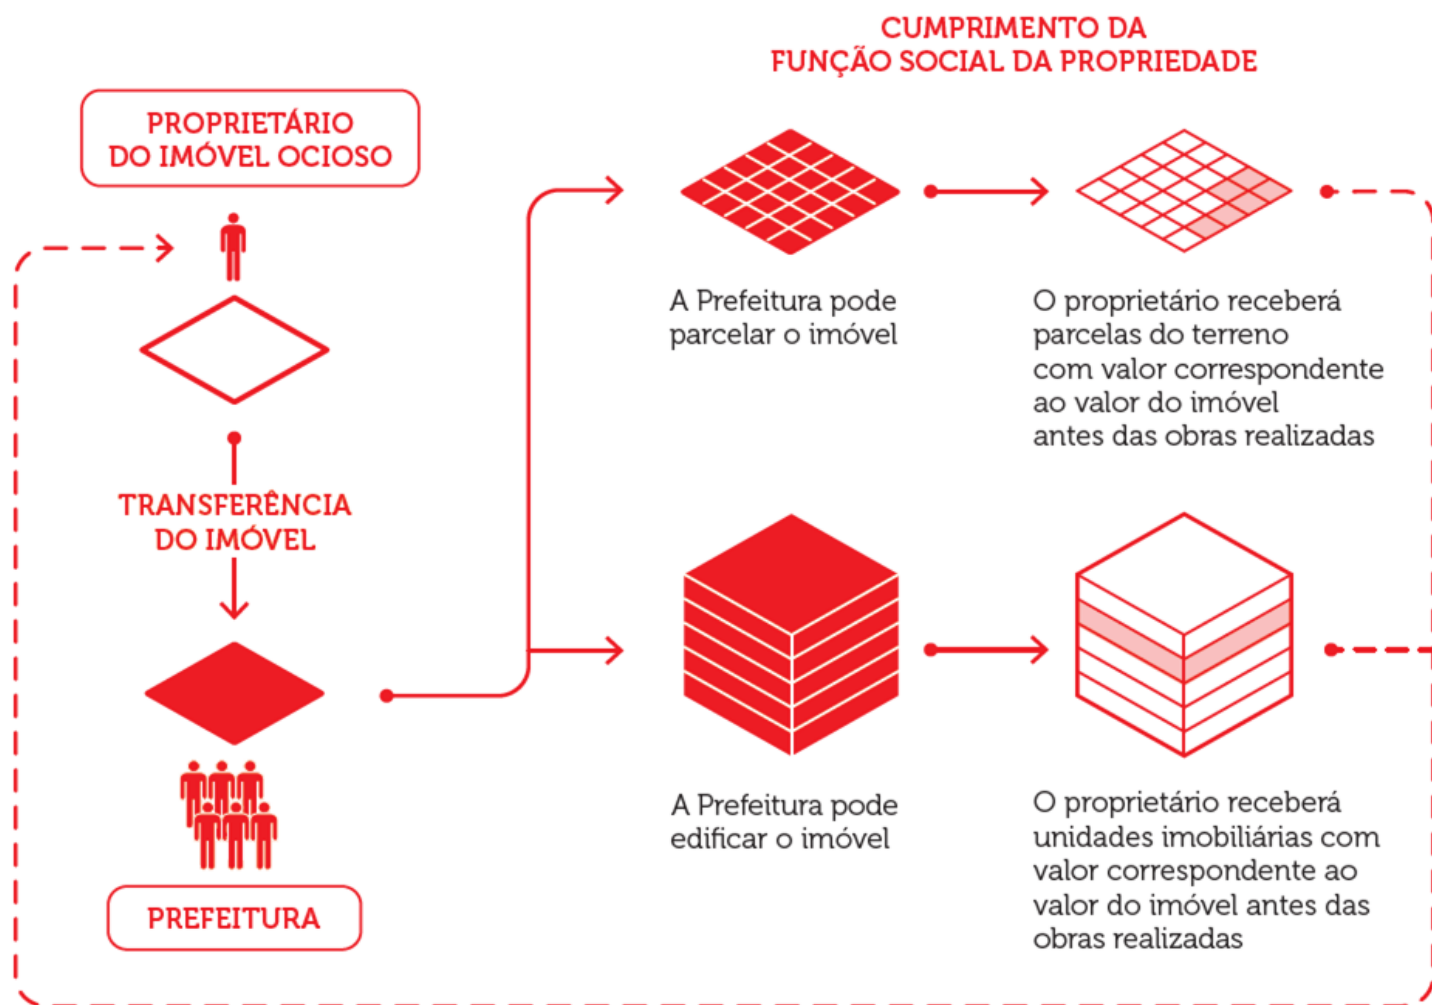 CUMPRIMENTO DA
FUNÇÃO SOCIAL DA PROPRIEDADE
PROPRIETÁRIO
DO IMÓVEL OCIOSO
TRANSFERÊNCIA
DO IMÓVEL
PREFEITURA
A Prefeitura pode
parcelar o imóvel
O proprietário receberá
parcelas do terreno
com valor correspondente
ao valor do imóvel
antes das obras realizadas
A Prefeitura pode
edificar o imóvel
O proprietário receberá
unidades imobiliárias com
valor correspondente ao
valor do imóvel antes das
obras realizadas